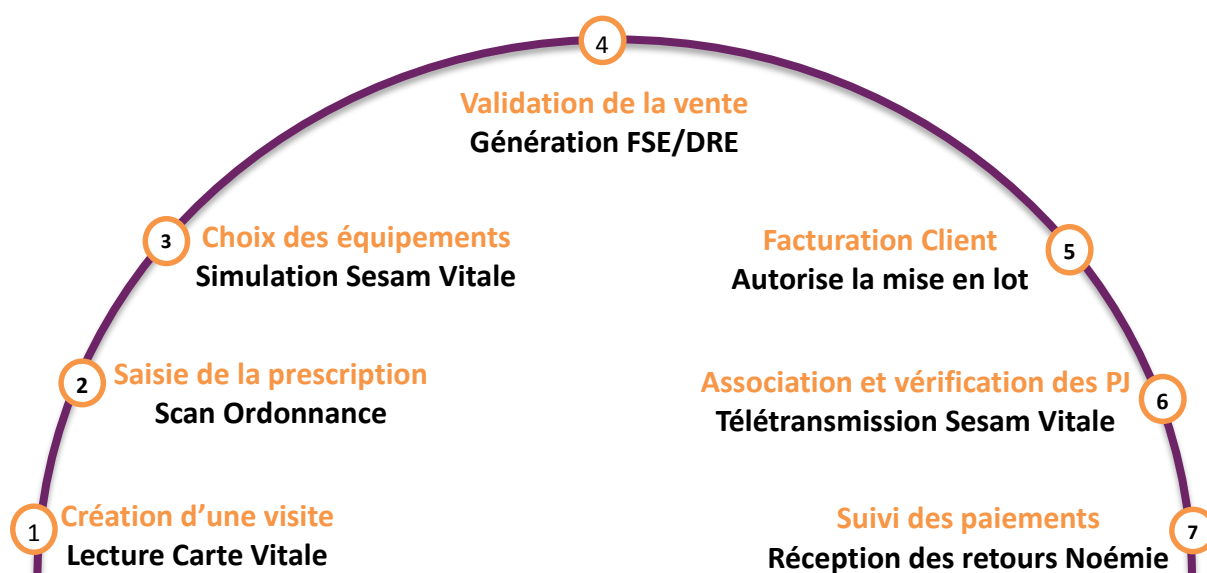 4
Validation de la vente
Génération FSE/DRE
3 Choix des équipements
Simulation Sesam Vitale
Facturation Client 5
Autorise la mise en lot
2 Saisie de la prescription
Scan Ordonnance
Association et vérification des PJ 6
Télétransmission Sesam Vitale
1 Création d’une visite
Lecture Carte Vitale
Suivi des paiements 7
Réception des retours Noémie